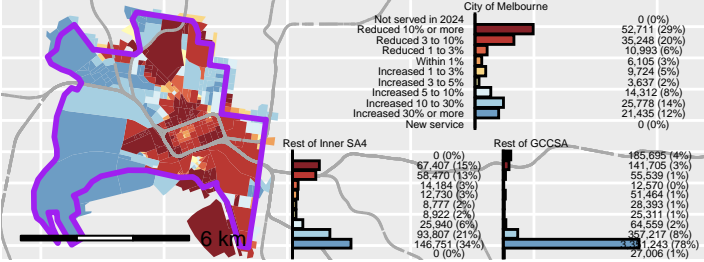 City of Melbourne
Not served in 2024 0 (0%)
Reduced 10% or more 52,711 (29%)
Reduced 3 to 10% 35,248 (20%)
Reduced 1 to 3% 10,993 (6%)
Within 1% 6,105 (3%)
Increased 1 to 3% 9,724 (5%)
Increased 3 to 5% 3,637 (2%)
Increased 5 to 10% 14,312 (8%)
Increased 10 to 30% 25,778 (14%)
Increased 30% or more 21,435 (12%)
New service 0 (0%)
Rest of Inner SA4
0 (0%)
67,407 (15%)
58,470 (13%)
14,184 (3%)
12,730 (3%)
8,777 (2%)
8,922 (2%)
25,940 (6%)
93,807 (21%)
146,751 (34%)
0 (0%)
Rest of GCCSA
185,695 (4%)
141,705 (3%)
55,539 (1%)
12,570 (0%)
51,464 (1%)
28,393 (1%)
25,311 (1%)
64,559 (2%)
357,217 (8%)
(78%)
27,006 (1%)
6 km